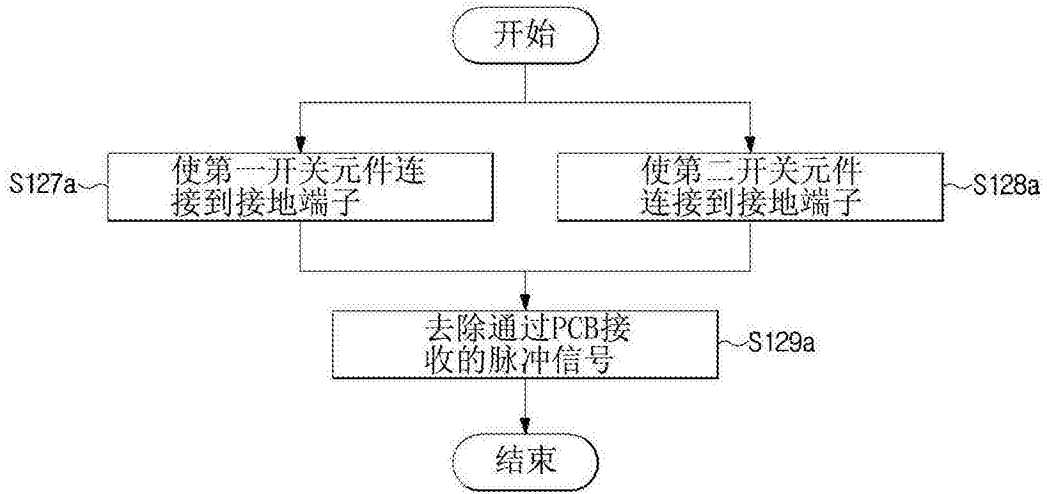 开始
S127a
使第一开关元件连
接到接地端子
使第二开关元件
连接到接地端子
S128a
去除通过PCB接
收的脉冲信号
S129a
结束